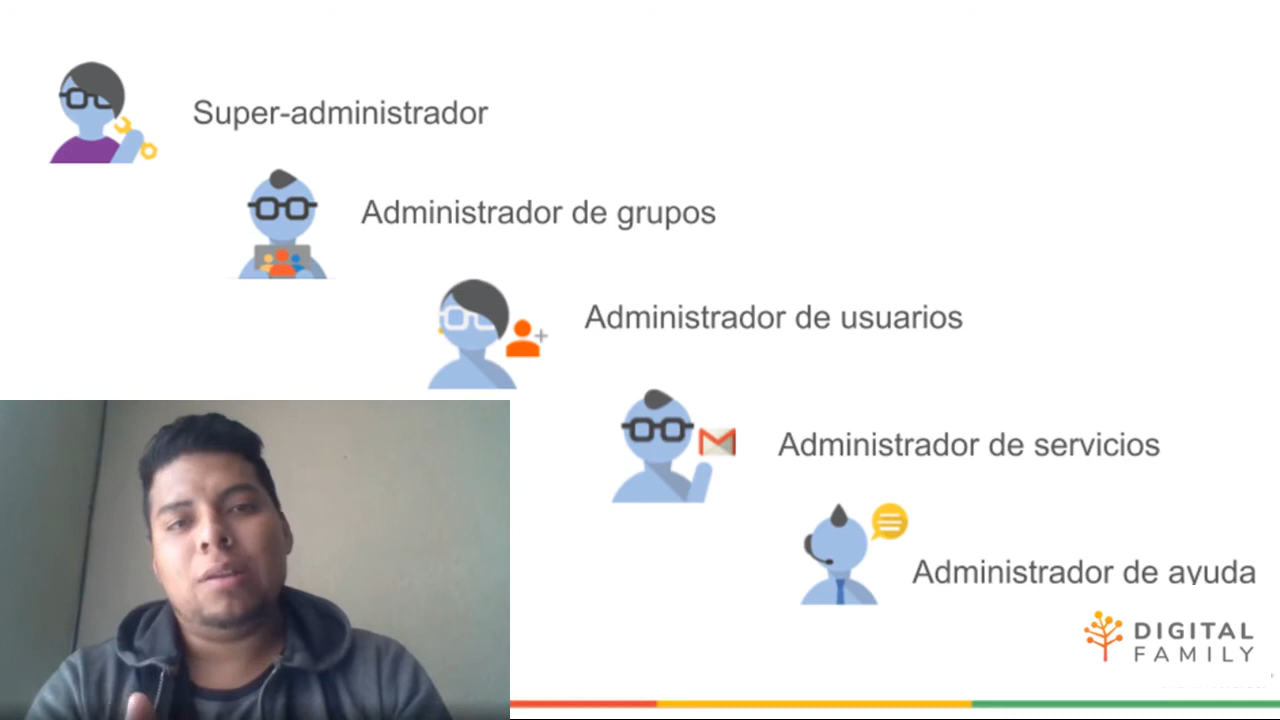 Super-administrador
Administrador de grupos
Administrador de usuarios
Administrador de servicios
Administrador de ayuda
DIGITAL
FAMILY